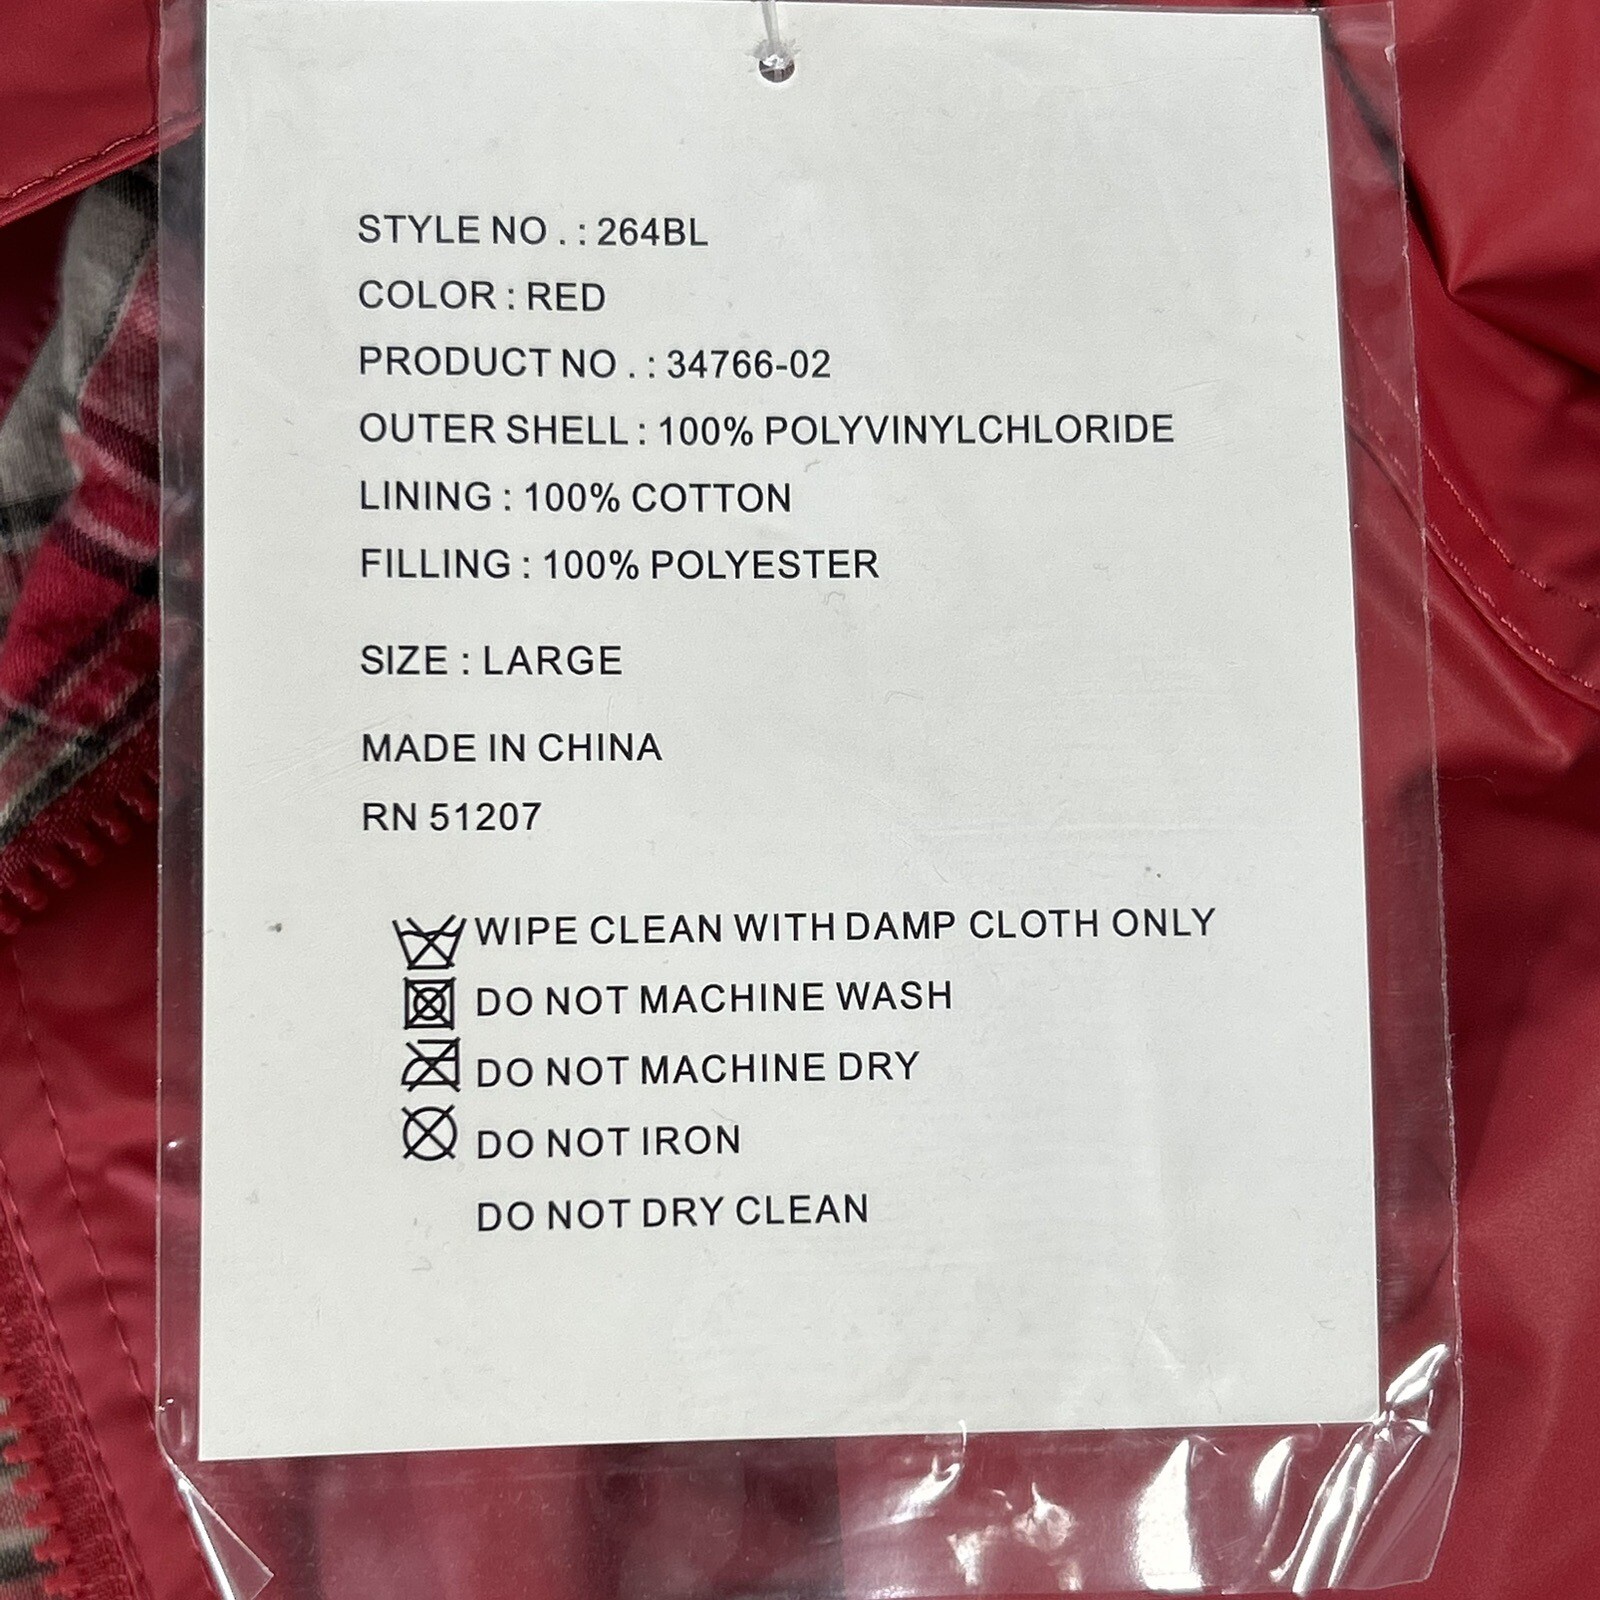 STYLE NO . : 264BL
COLOR : RED
PRODUCT NO . : 34766-02
OUTER SHELL : 100% POLYVINYLCHLORIDE
LINING : 100% COTTON
FILLING : 100% POLYESTER
SIZE : LARGE
MADE IN CHINA
RN 51207
WIPE CLEAN WITH DAMP CLOTH ONLY
DO NOT MACHINE WASH
DO NOT MACHINE DRY
DO NOT IRON
DO NOT DRY CLEAN